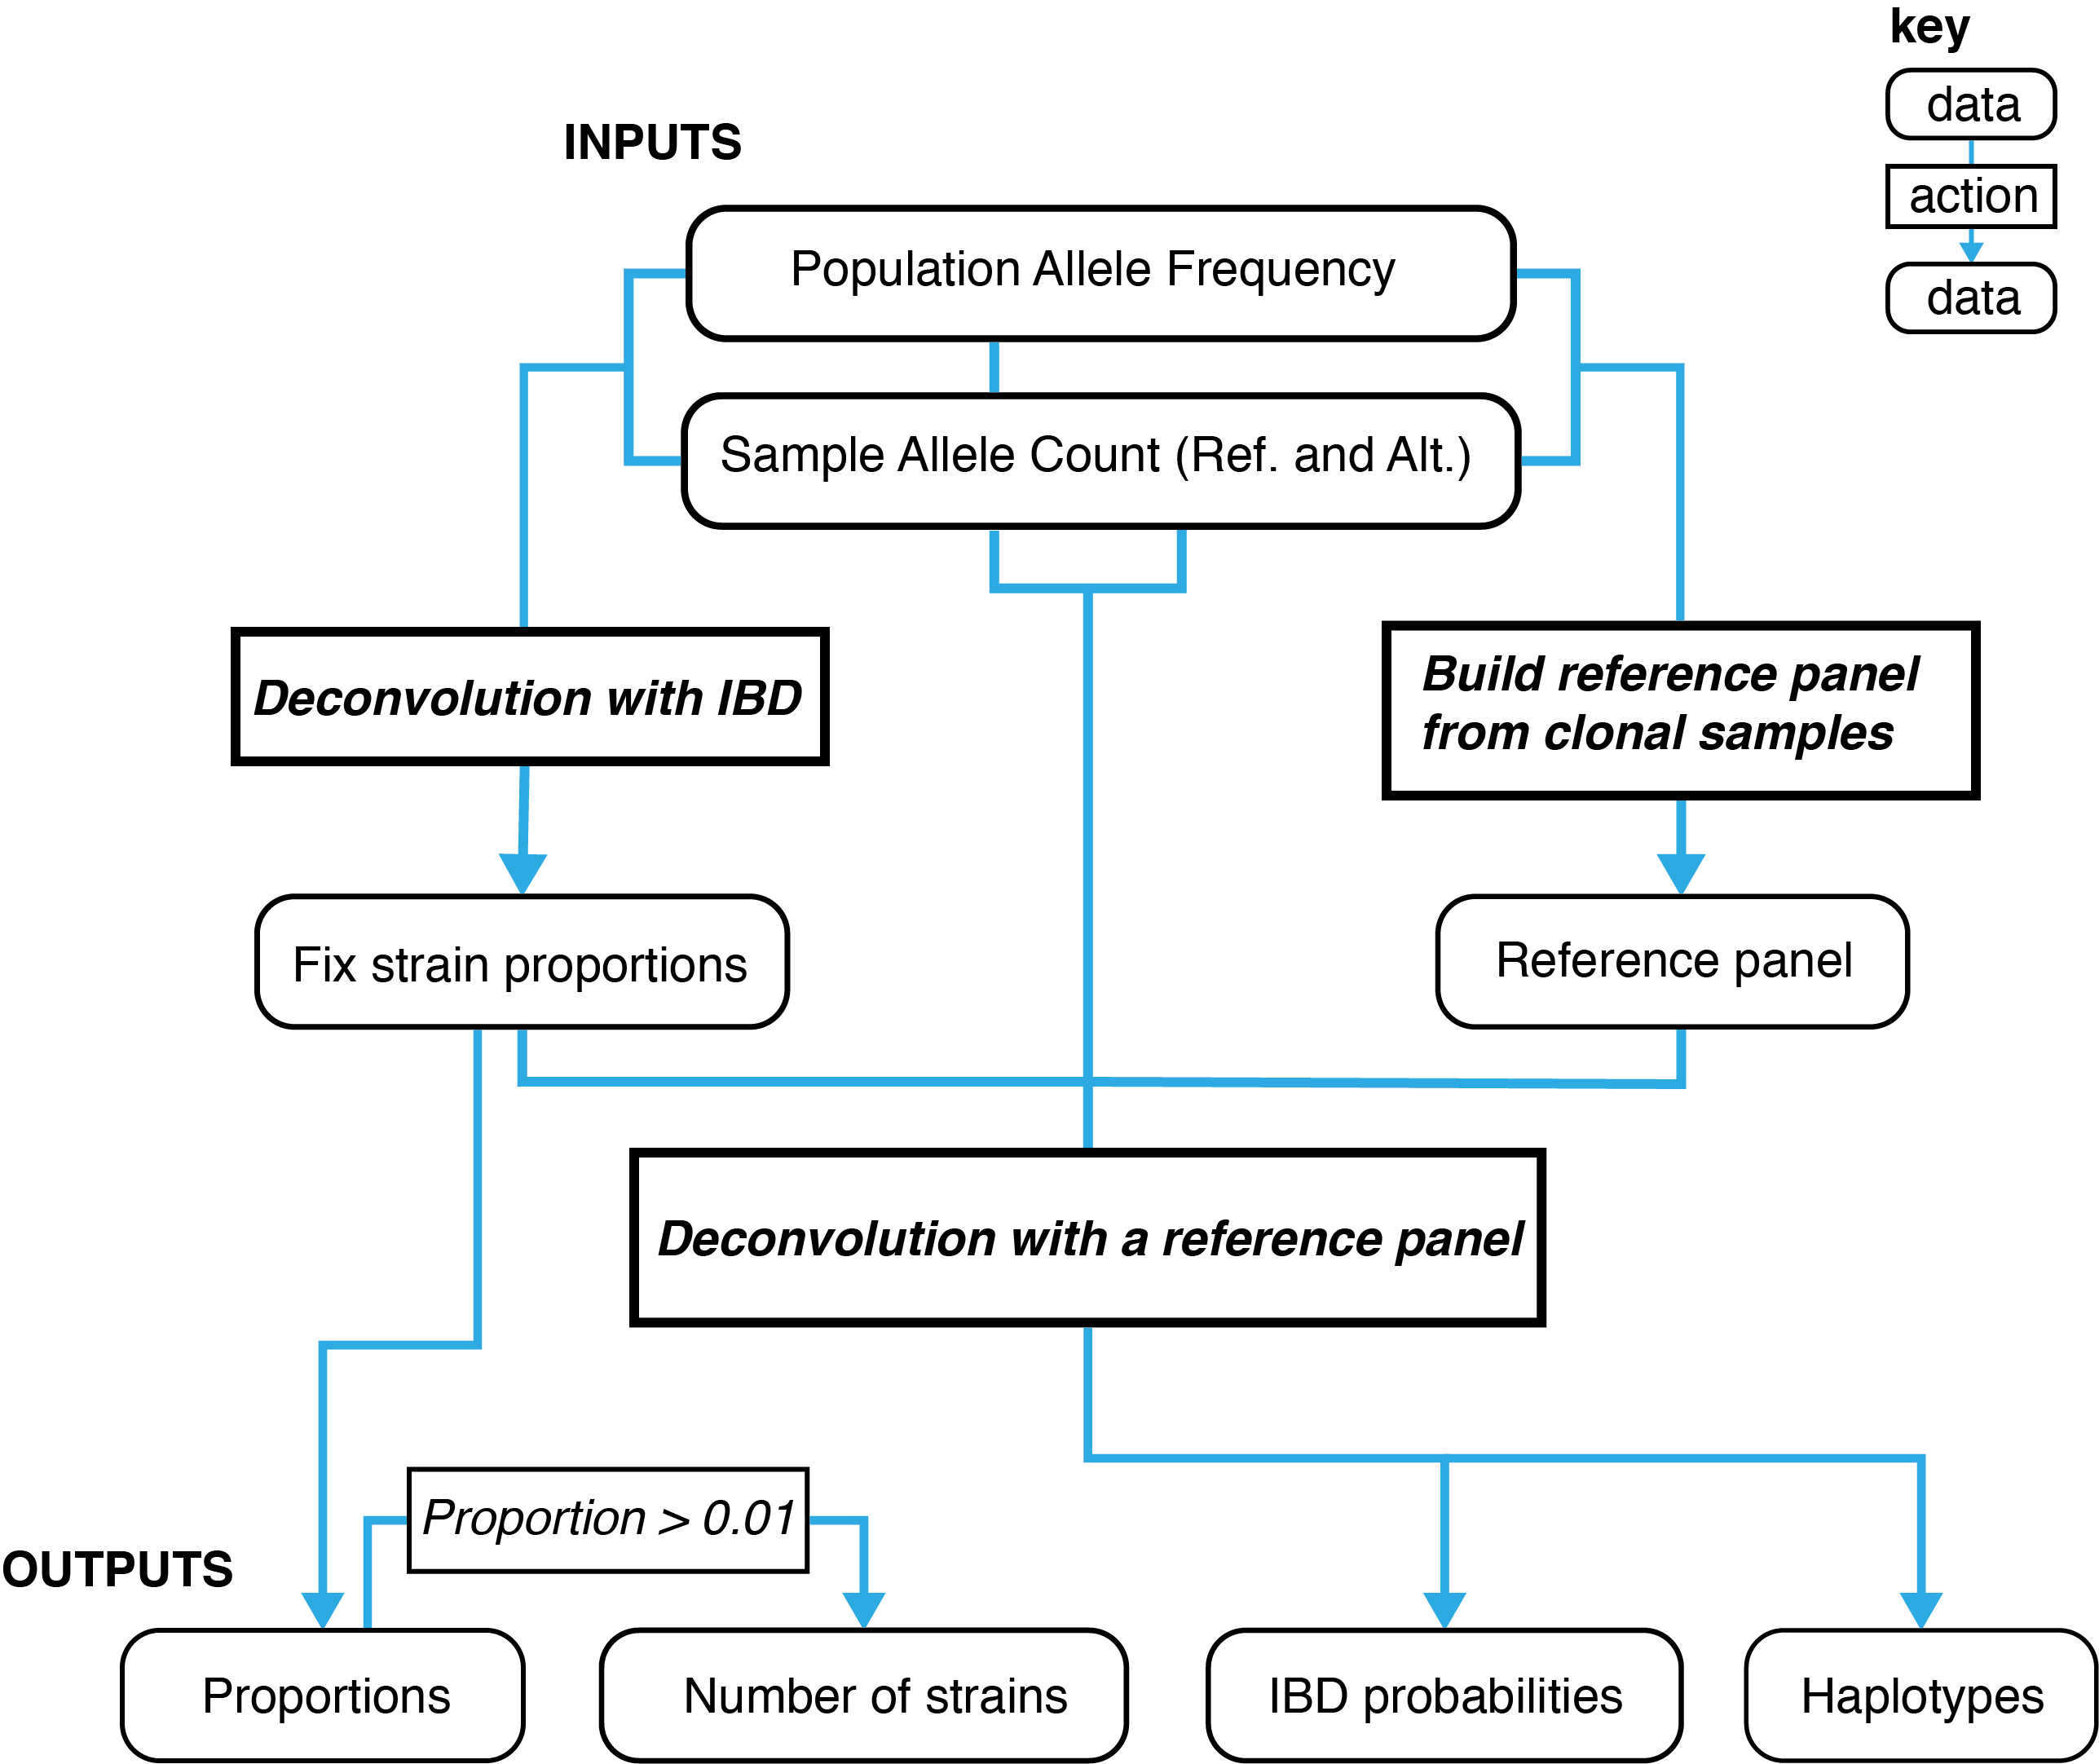 key
data
action
data
INPUTS
Population Allele Frequency
Sample Allele Count (Ref. and Alt.)
Deconvolution with IBD
Build reference panel
from clonal samples
Fix strain proportions
Reference panel
Deconvolution with a reference panel
Proportion > 0.01
OUTPUTS
Proportions
Number of strains
IBD probabilities
Haplotypes